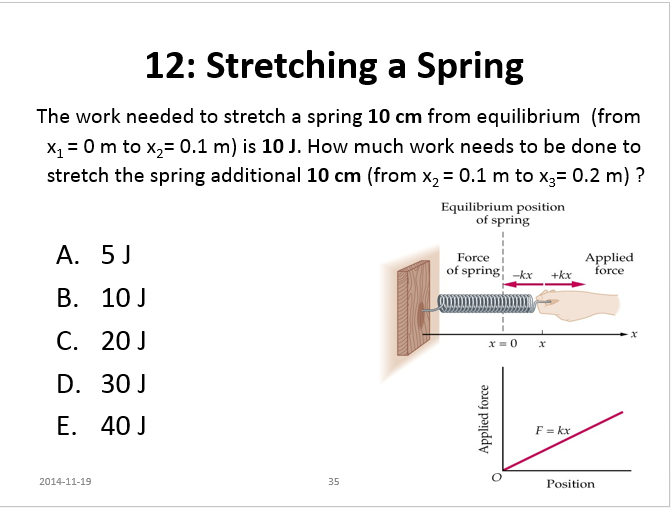 12: Stretching a Spring
The work needed to stretch a spring 10 cm from equilibrium (from
x₁ = 0 m to x₂= 0.1 m) is 10 J. How much work needs to be done to
stretch the spring additional 10 cm (from x₂ = 0.1 m to x₃= 0.2 m) ?
A. 5 J
B. 10 J
C. 20 J
D. 30 J
E. 40 J
Equilibrium position
of spring
Force
of spring
−kx
+kx
Applied
force
x = 0
x
x
Applied force
F = kx
O
Position
2014-11-19
35